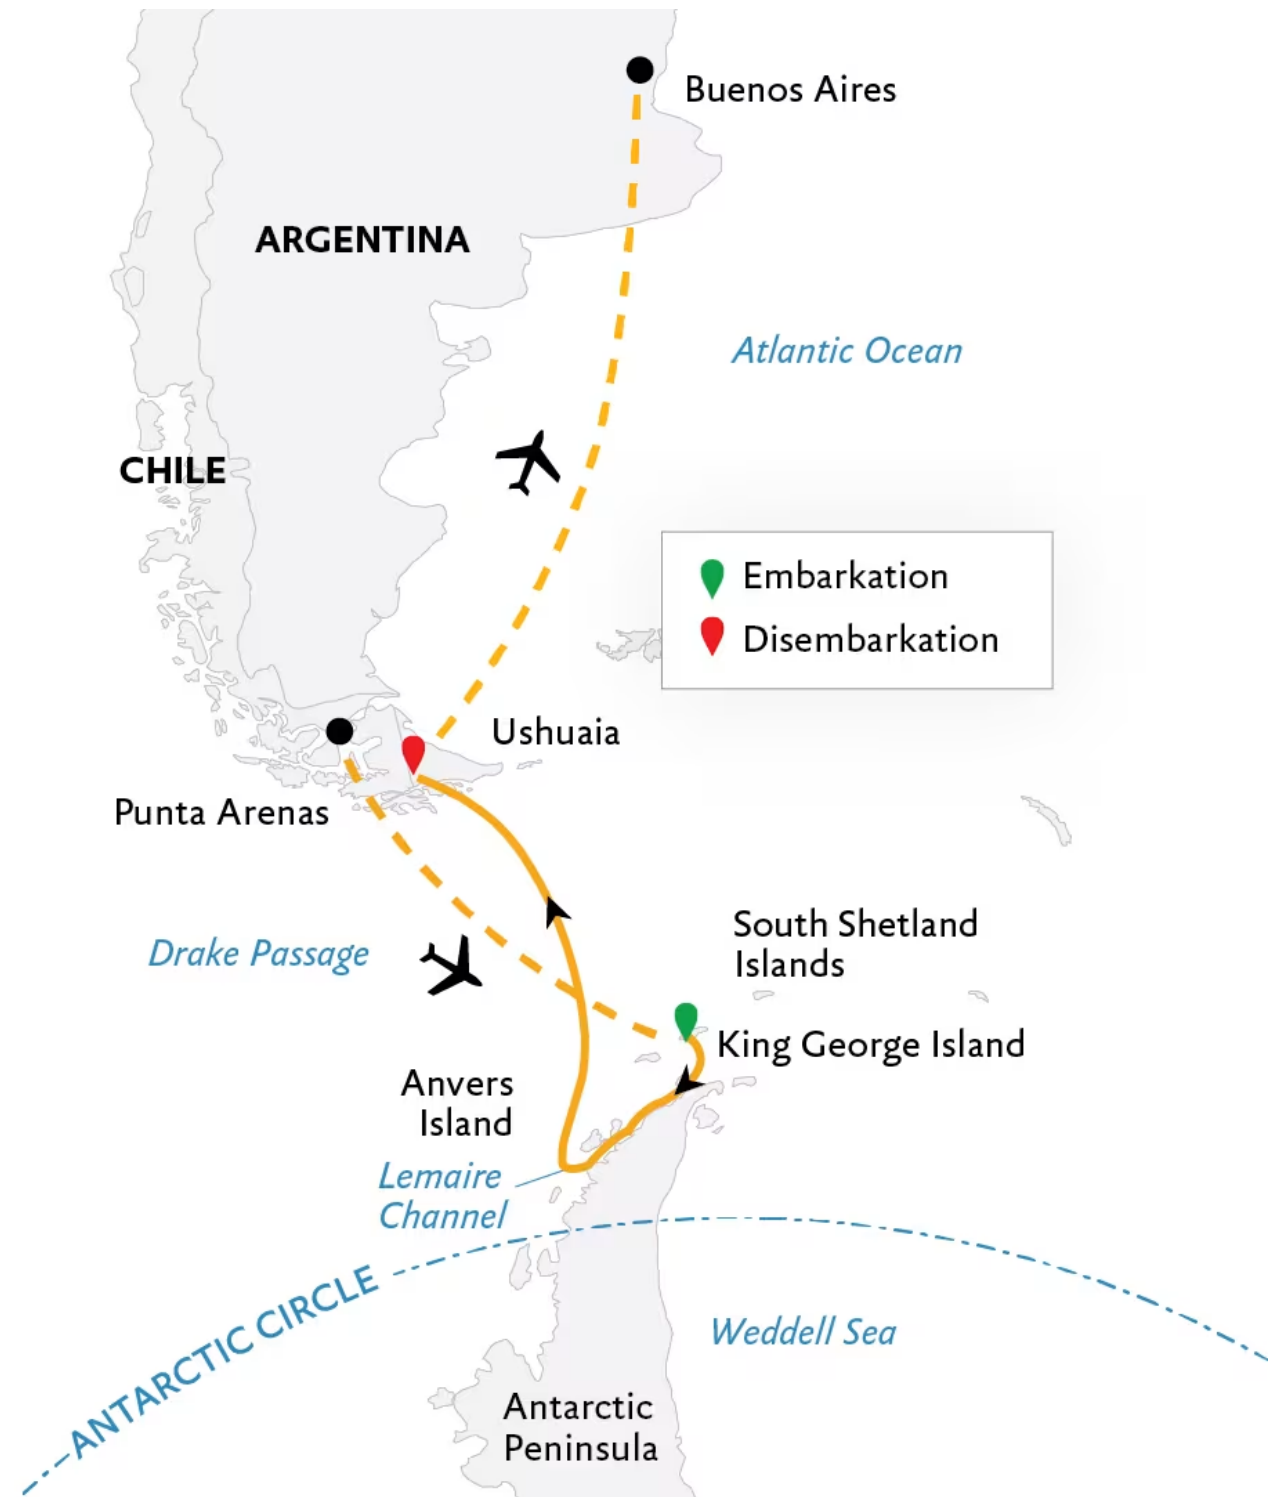 Buenos Aires
ARGENTINA
Atlantic Ocean
CHILE
Embarkation
Disembarkation
Ushuaia
Punta Arenas
South Shetland
Islands
Drake Passage
King George Island
Anvers
Island
Lemaire
Channel
ANTARCTIC CIRCLE
Weddell Sea
Antarctic
Peninsula